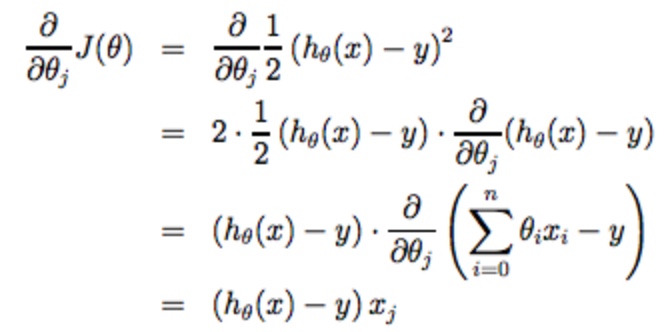 ∂/∂θ_j J(θ) = ∂/∂θ_j 1/2 (h_θ(x) − y)²
= 2 · 1/2 (h_θ(x) − y) · ∂/∂θ_j (h_θ(x) − y)
= (h_θ(x) − y) · ∂/∂θ_j (∑_{i=0}^{n} θ_i x_i − y)
= (h_θ(x) − y) x_j